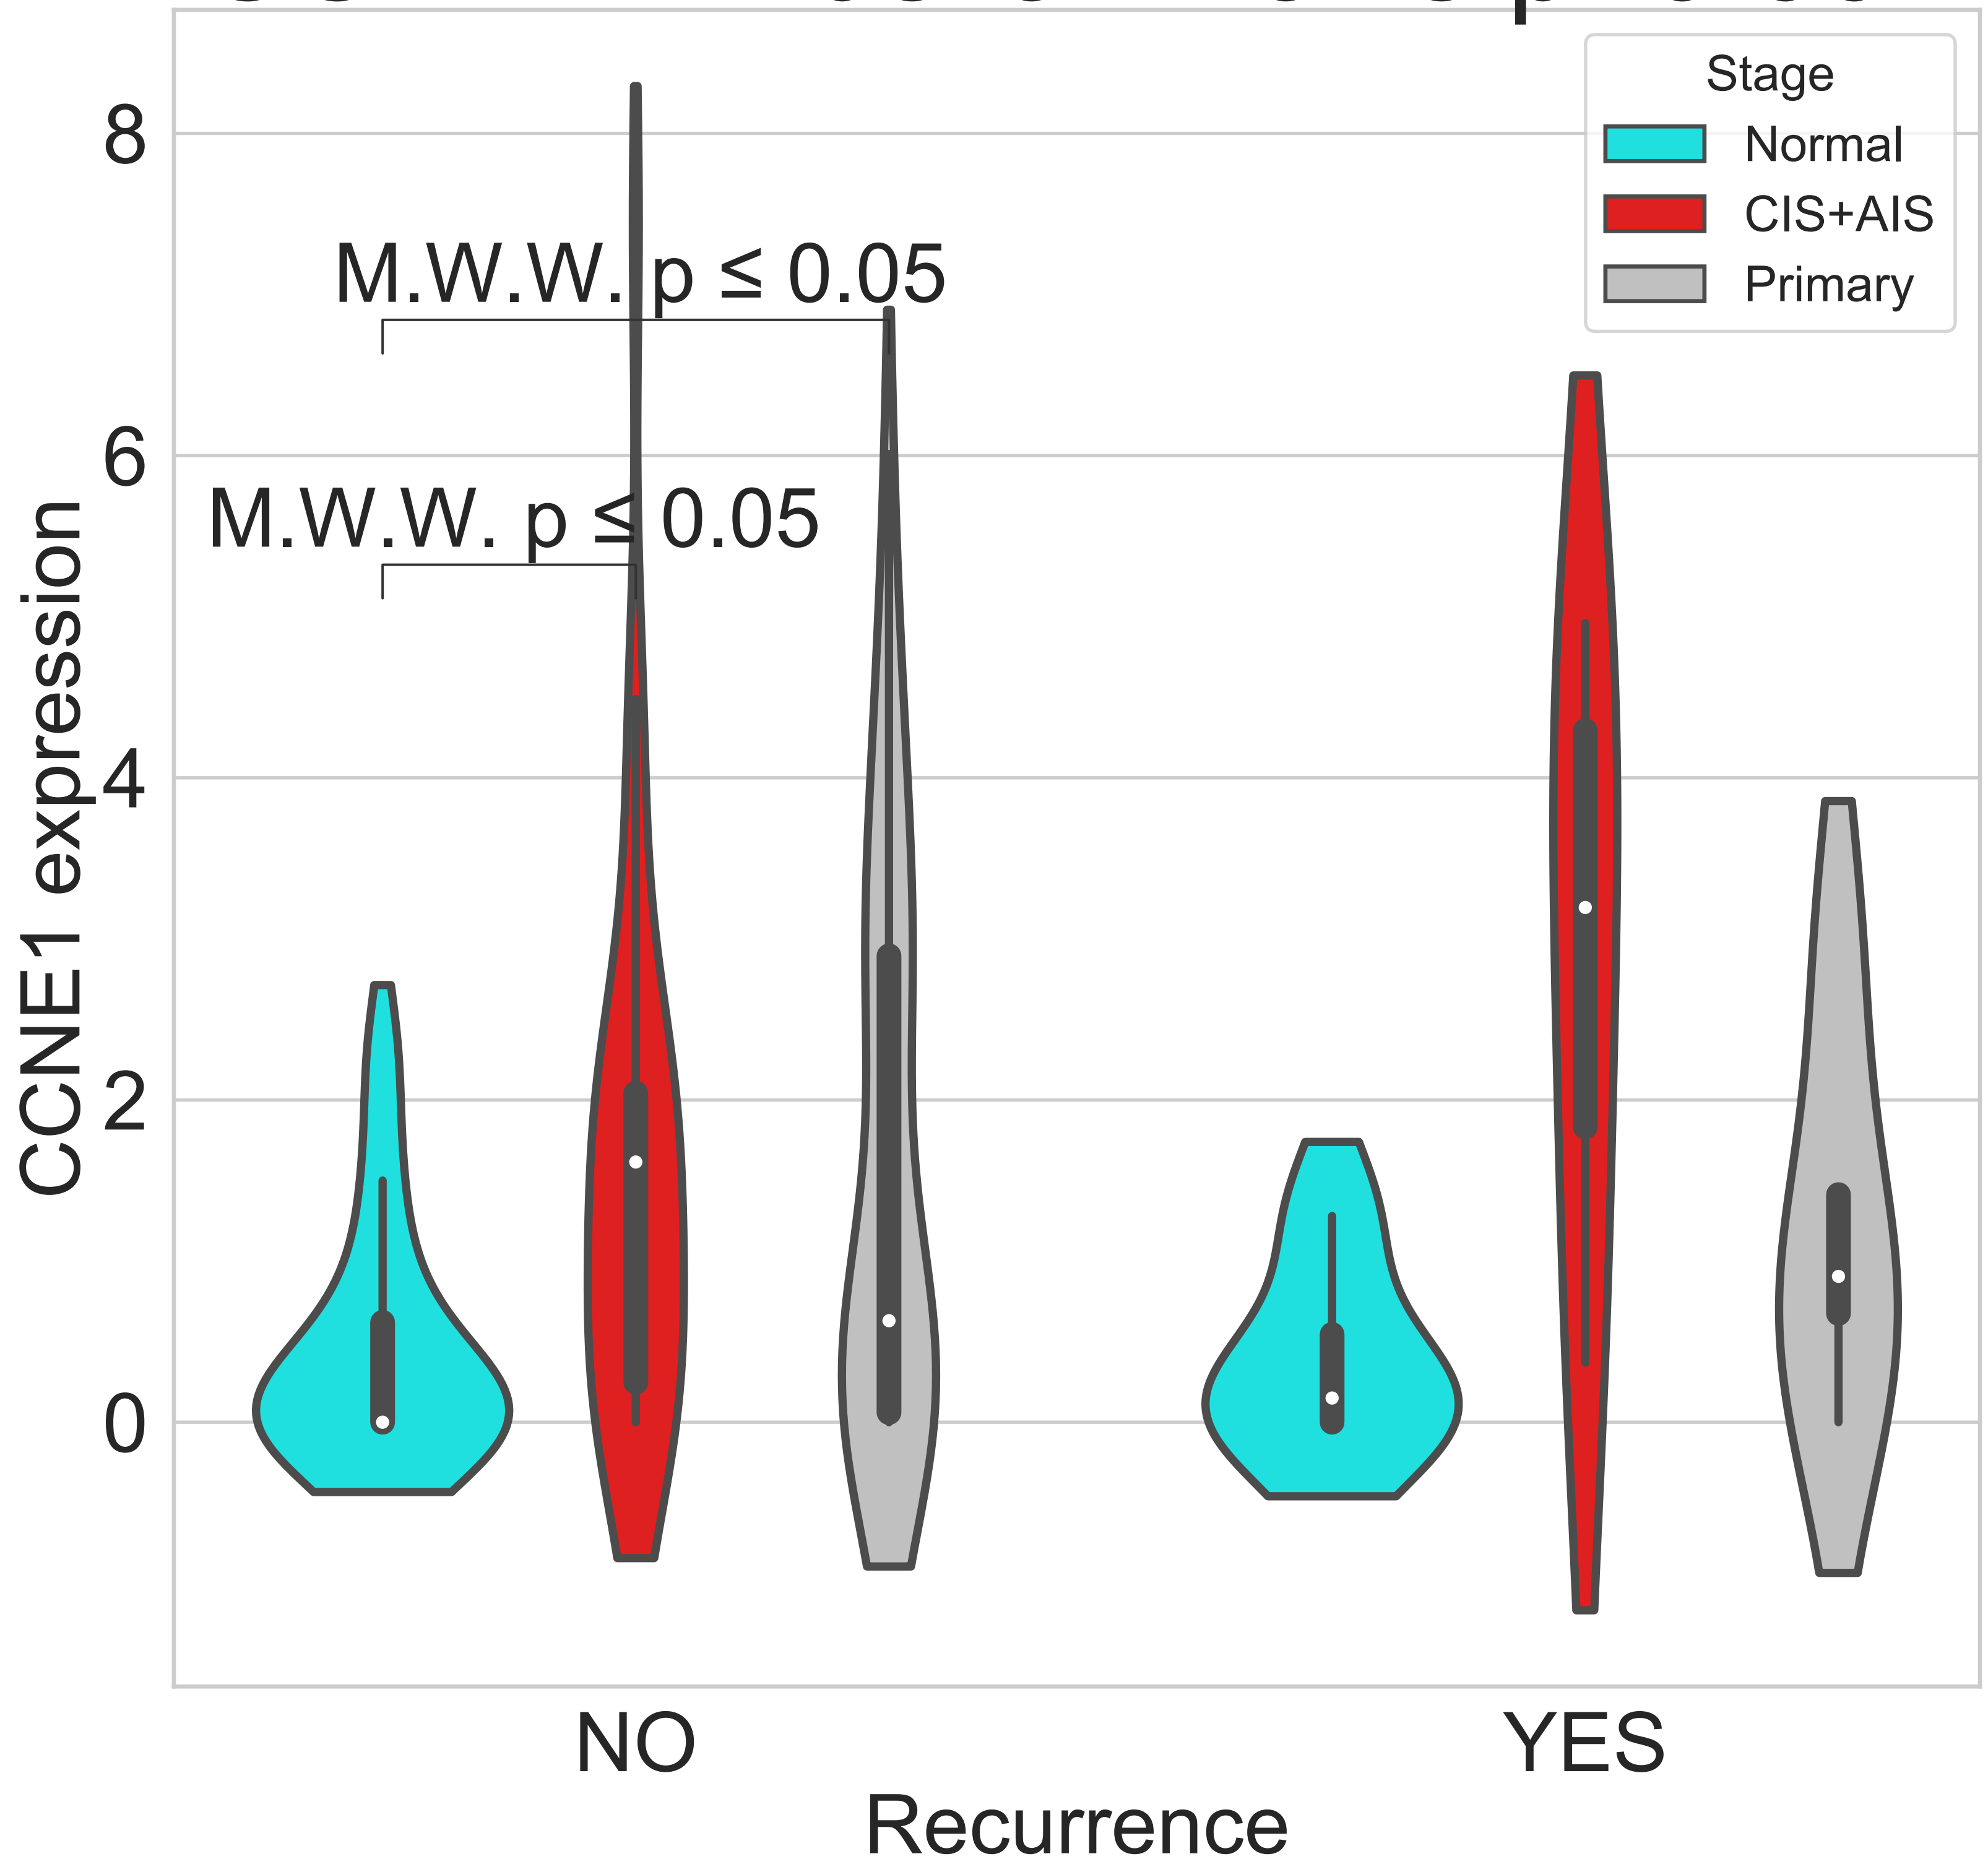 Stage
Normal
CIS+AIS
Primary
8
6
4
2
0
CCNE1 expression
M.W.W. p ≤ 0.05
M.W.W. p ≤ 0.05
NO
YES
Recurrence